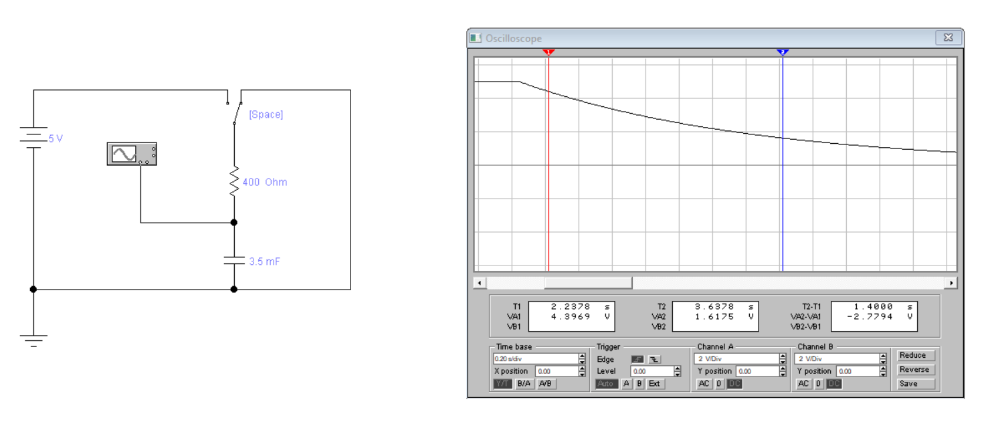 Oscilloscope
1
2
[Space]
5 V
400 Ohm
3.5 mF
T1 2.2378 s
VA1 4.3969 V
VB1
T2 3.6378 s
VA2 1.6175 V
VB2
T2-T1 1.4000 s
VA2-VA1 -2.7794 V
VB2-VB1
Time base
0.20 s/div
X position 0.00
Y/T B/A A/B
Trigger
Edge
Level 0.00
Auto A B Ext
Channel A
2 V/Div
Y position 0.00
AC 0 DC
Channel B
2 V/Div
Y position 0.00
AC 0 DC
Reduce
Reverse
Save